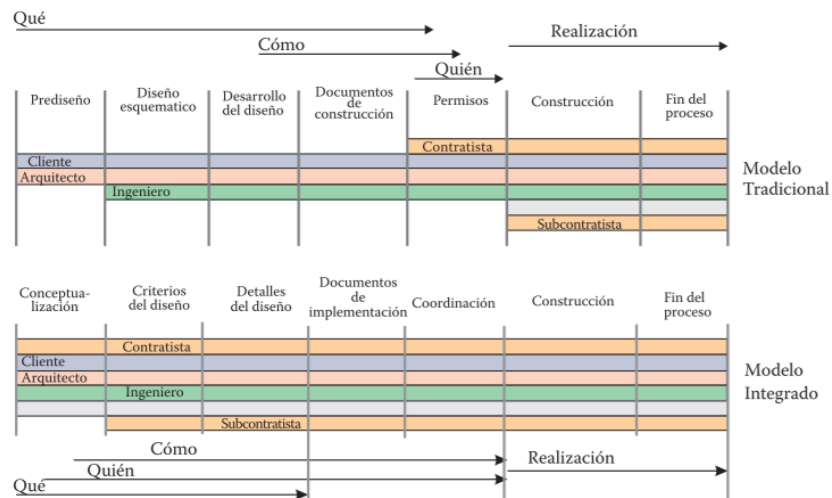 Qué
Cómo
Realización
Quién
Prediseño
Diseño
esquematico
Desarrollo
del diseño
Documentos
de
construcción
Permisos
Construcción
Fin del
proceso
Contratista
Cliente
Arquitecto
Ingeniero
Subcontratista
Modelo
Tradicional
Conceptua-
lización
Criterios
del diseño
Detalles
del diseño
Documentos
de
implementación
Coordinación
Construcción
Fin del
proceso
Contratista
Cliente
Arquitecto
Ingeniero
Subcontratista
Modelo
Integrado
Cómo
Quién
Realización
Qué